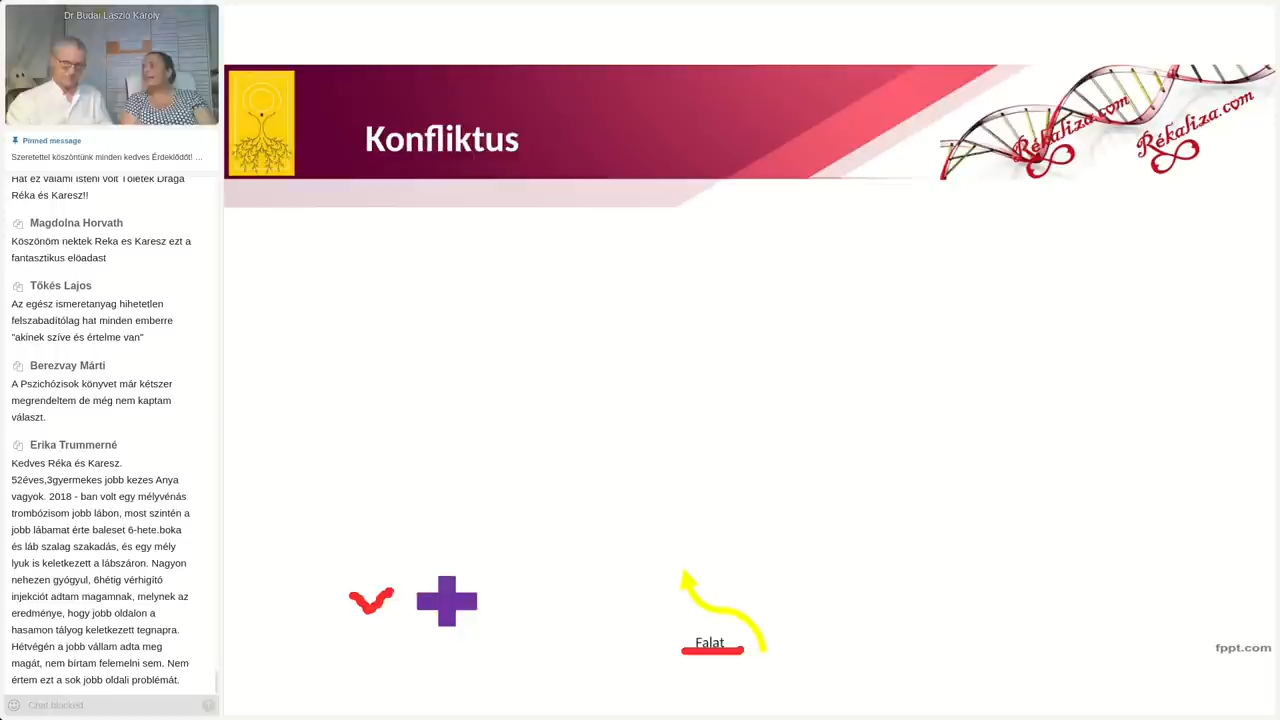 Dr Budai László Károly
Pinned message
Szeretettel köszöntünk minden kedves Érdeklődőt! ...
Hát ez valami Isteni volt Tőletek Drága
Réka és Karesz!!
Magdolna Horvath
Köszönöm nektek Reka es Karesz ezt a
fantasztikus elöadast
Tőkés Lajos
Az egész ismeretanyag hihetetlen
felszabadítólag hat minden emberre
"akinek szíve és értelme van"
Berezvay Márti
A Pszichózisok könyvet már kétszer
megrendeltem de még nem kaptam
választ.
Erika Trummerné
Kedves Réka és Karesz.
52éves,3gyermekes jobb kezes Anya
vagyok. 2018 - ban volt egy mélyvénás
trombózisom jobb lábon, most szintén a
jobb lábamat érte baleset 6-hete.boka
és láb szalag szakadás, és egy mély
lyuk is keletkezett a lábszáron. Nagyon
nehezen gyógyul, 6hétig vérhigító
injekciót adtam magamnak, melynek az
eredménye, hogy jobb oldalon a
hasamon tályog keletkezett tegnapra.
Hétvégén a jobb vállam adta meg
magát, nem bírtam felemelni sem. Nem
értem ezt a sok jobb oldali problémát.
Chat blocked
Konfliktus
Rékaliza.com
Rékaliza.com
Falat
fppt.com